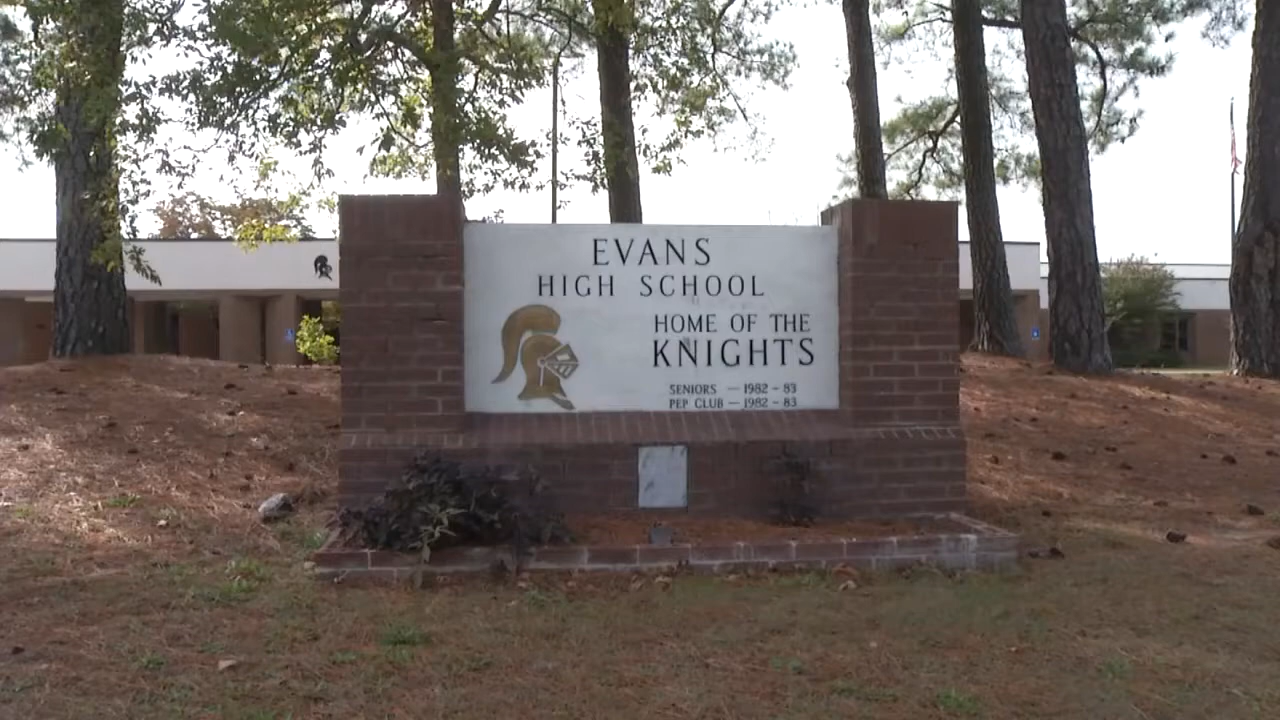 EVANS
HIGH SCHOOL
HOME OF THE
KNIGHTS
SENIORS — 1982 – 83
PEP CLUB — 1982 – 83